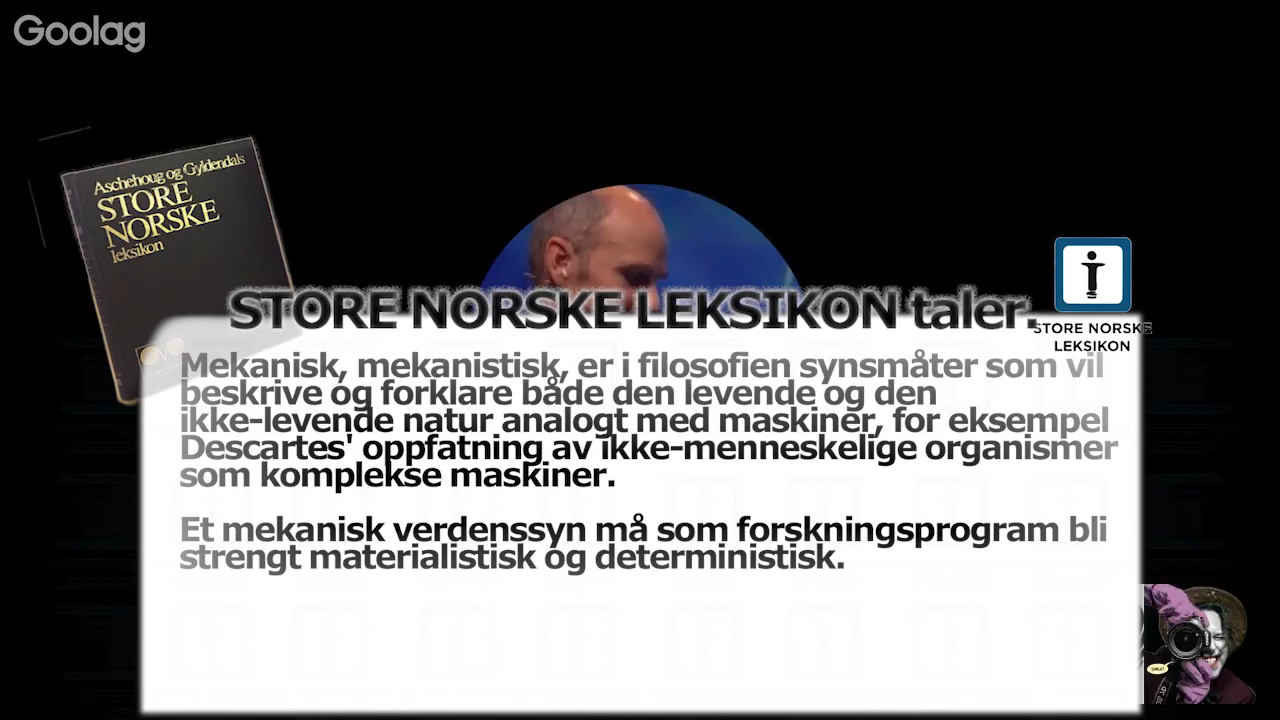 Goolag
Aschehoug og Gyldendals
STORE
NORSKE
leksikon
STORE NORSKE LEKSIKON taler.
STORE NORSKE
LEKSIKON
Mekanisk, mekanistisk, er i filosofien synsmåter som vil
beskrive og forklare både den levende og den
ikke-levende natur analogt med maskiner, for eksempel
Descartes' oppfatning av ikke-menneskelige organismer
som komplekse maskiner.
Et mekanisk verdenssyn må som forskningsprogram bli
strengt materialistisk og deterministisk.